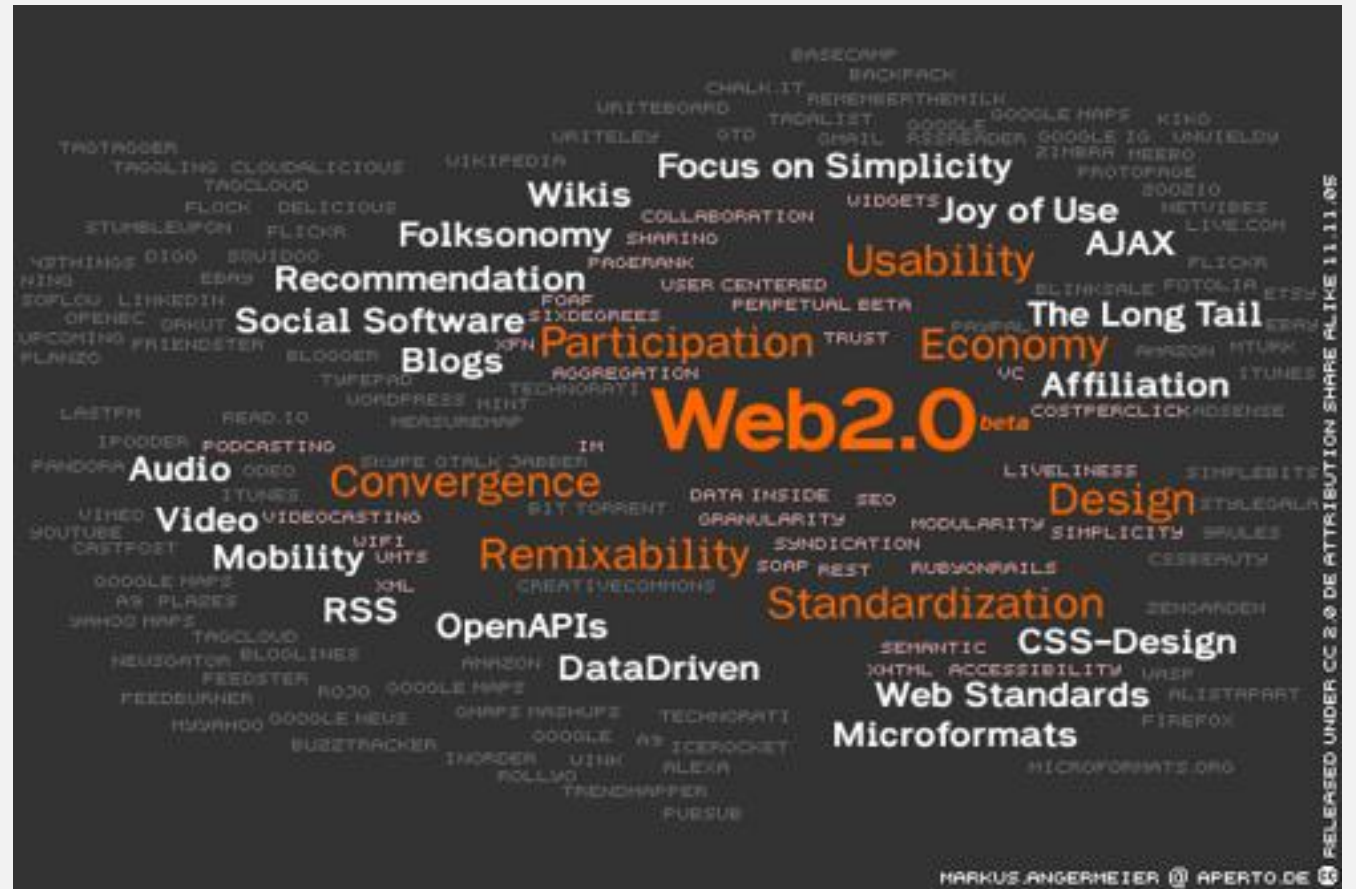 BASECAMP
BACKPACK
CHALK.IT
REMEMBERTHEMILK
WRITEBOARD
TADALIST GOOGLE GOOGLE MAPS KIKO
WRITELEY GTD GMAIL RSSREADER GOOGLE IG UNWIELDY
TAGTAGGER ZIMBRA MEEBO
TAGGLING CLOUDALICIOUS WIKIPEDIA Focus on Simplicity PROTOPAGE
TAGCLOUD Wikis WIDGETS Joy of Use
FLOCK DELICIOUS COLLABORATION NETVIBES
STUMBLEUPON FLICKR Folksonomy SHARING AJAX LIVE.COM
43THINGS DIGG SQUIDOO PAGERANK Usability FLICKR
NING EBAY Recommendation USER CENTERED BLINKSALE FOTOLIA ETSY
SOFLOW LINKEDIN FOAF PERPETUAL BETA
OPENBC ORKUT Social Software SIXDEGREES The Long Tail
UPCOMING FRIENDSTER XFN Participation TRUST PAYPAL Economy EBAY
PLANZO BLOGGER Blogs AMAZON MTURK
TYPEPAD AGGREGATION VC Affiliation ITUNES
WORDPRESS MINT TECHNORATI
LASTFM READ.IO MEASUREMAP Web2.0 beta COSTPERCLICK ADSENSE
IPODDER PODCASTING IM
PANDORA Audio ODEO SKYPE GTALK JABBER LIVELINESS SIMPLEBITS
ITUNES Convergence DATA INSIDE SEO Design
VIMEO Video VIDEOCASTING BIT TORRENT GRANULARITY MODULARITY SIMPLICITY 9RULES
YOUTUBE CASTPOST WIFI SYNDICATION
Mobility UMTS Remixability SOAP REST RUBYONRAILS CSSBEAUTY
GOOGLE MAPS XML CREATIVECOMMONS
A9 PLAZES RSS Standardization ZENGARDEN
YAHOO MAPS OpenAPIs
TAGCLOUD SEMANTIC CSS-Design
NEWSGATOR BLOGLINES AMAZON DataDriven XHTML ACCESSIBILITY WASP
FEEDSTER
FEEDBURNER ROJO GOOGLE MAPS Web Standards ALISTAPART
MYYAHOO GOOGLE NEWS GMAPS MASHUPS TECHNORATI FIREFOX
BUZZTRACKER GOOGLE A9 ICEROCKET Microformats
INGRDER WINK ALEXA MICROFORMATS.ORG
ROLLYO
TRENDMAPPER
PUBSUB
MARKUS.ANGERMEIER @ APERTO.DE
RELEASED UNDER CC 2.0 DE ATTRIBUTION SHARE ALIKE 11.11.05